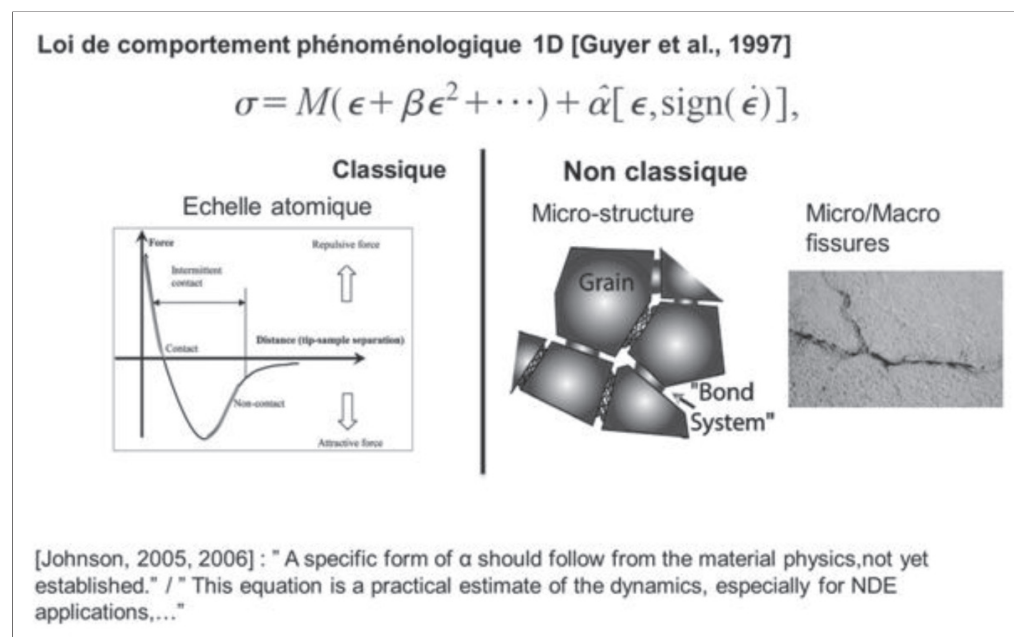 Loi de comportement phénoménologique 1D [Guyer et al., 1997]
σ= M(ϵ+βϵ²+⋯)+α̂[ϵ,sign(ϵ̇)],
Classique
Echelle atomique
Force
Repulsive force
Intermittent
contact
Distance (tip-sample separation)
Contact
Non-contact
Attractive force
Non classique
Micro-structure
Grain
"Bond
System"
Micro/Macro
fissures
[Johnson, 2005, 2006] : " A specific form of α should follow from the material physics,not yet
established." / " This equation is a practical estimate of the dynamics, especially for NDE
applications,…"